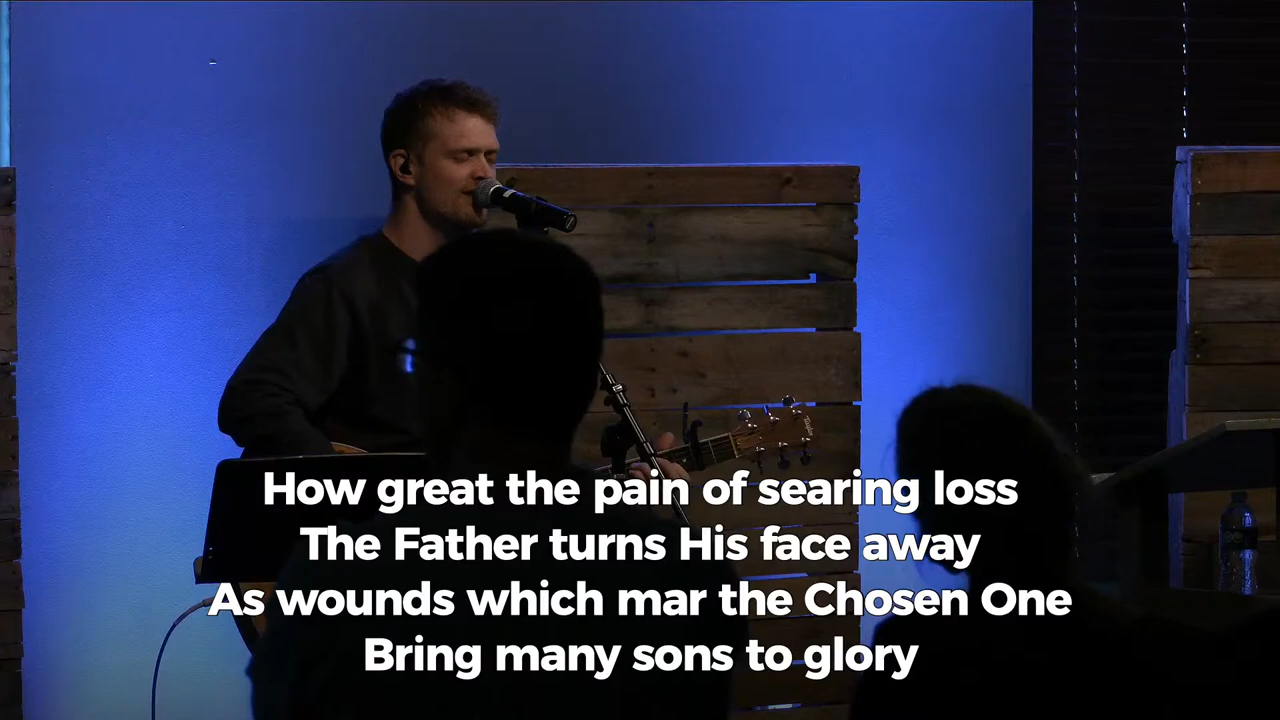 How great the pain of searing loss
The Father turns His face away
As wounds which mar the Chosen One
Bring many sons to glory